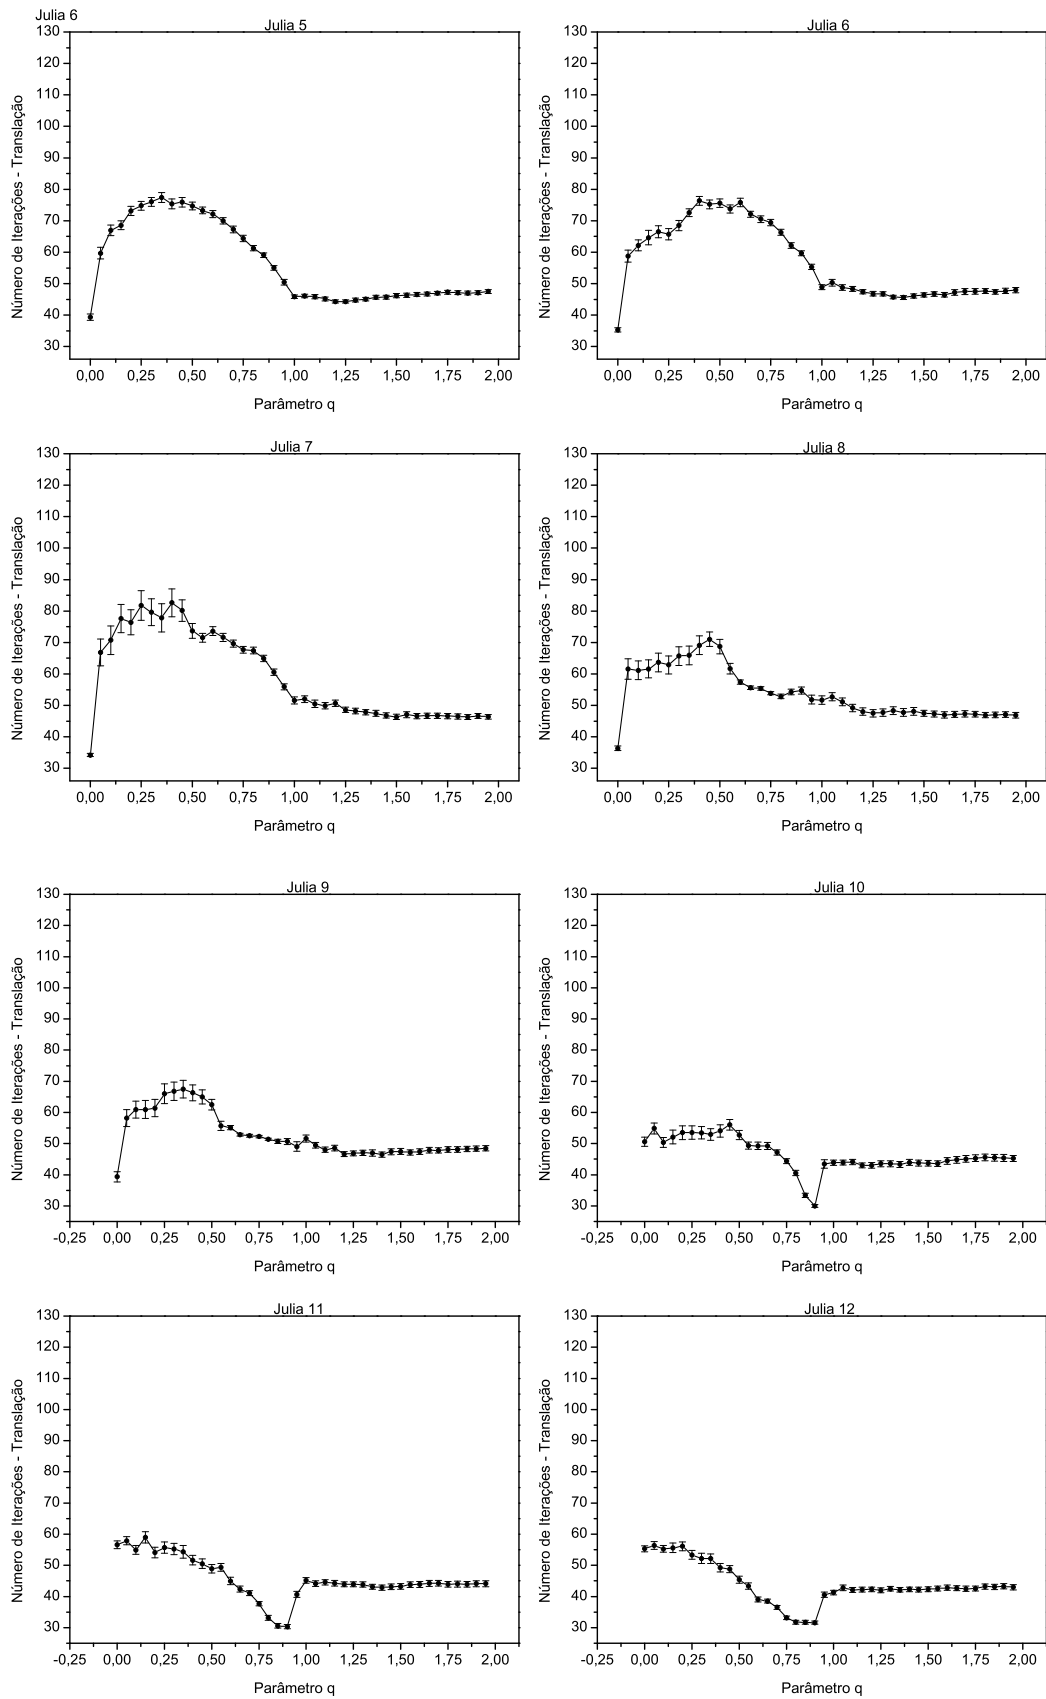 Julia 6
Julia 5
130
120
110
100
90
80
70
60
50
40
30
Número de Iterações - Translação
0,00 0,25 0,50 0,75 1,00 1,25 1,50 1,75 2,00
Parâmetro q
Julia 6
130
120
110
100
90
80
70
60
50
40
30
Número de Iterações - Translação
0,00 0,25 0,50 0,75 1,00 1,25 1,50 1,75 2,00
Parâmetro q
Julia 7
130
120
110
100
90
80
70
60
50
40
30
Número de Iterações - Translação
0,00 0,25 0,50 0,75 1,00 1,25 1,50 1,75 2,00
Parâmetro q
Julia 8
130
120
110
100
90
80
70
60
50
40
30
Número de Iterações - Translação
0,00 0,25 0,50 0,75 1,00 1,25 1,50 1,75 2,00
Parâmetro q
Julia 9
130
120
110
100
90
80
70
60
50
40
30
Número de Iterações - Translação
-0,25 0,00 0,25 0,50 0,75 1,00 1,25 1,50 1,75 2,00
Parâmetro q
Julia 10
130
120
110
100
90
80
70
60
50
40
30
Número de Iterações - Translação
-0,25 0,00 0,25 0,50 0,75 1,00 1,25 1,50 1,75 2,00
Parâmetro q
Julia 11
130
120
110
100
90
80
70
60
50
40
30
Número de Iterações - Translação
-0,25 0,00 0,25 0,50 0,75 1,00 1,25 1,50 1,75 2,00
Parâmetro q
Julia 12
130
120
110
100
90
80
70
60
50
40
30
Número de Iterações - Translação
-0,25 0,00 0,25 0,50 0,75 1,00 1,25 1,50 1,75 2,00
Parâmetro q